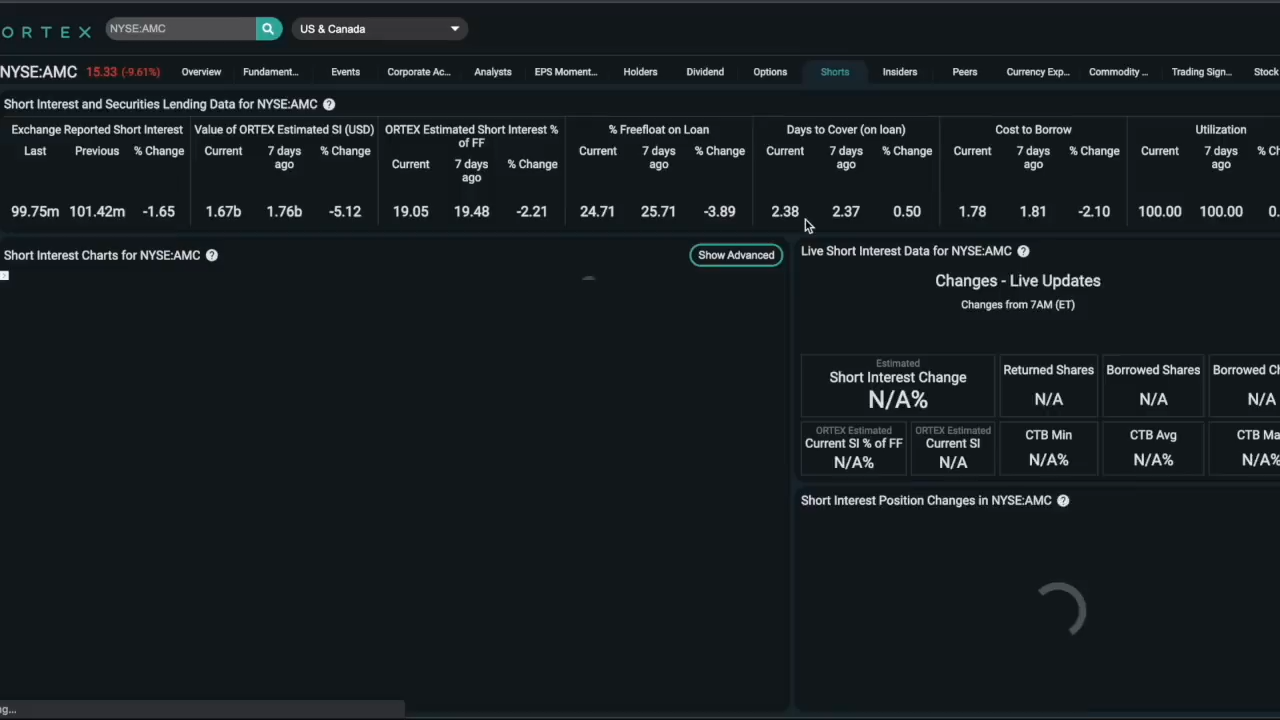 ORTEX NYSE:AMC US & Canada
NYSE:AMC 15.33 (-9.61%) Overview Fundament... Events Corporate Ac... Analysts EPS Moment... Holders Dividend Options Shorts Insiders Peers Currency Exp... Commodity ... Trading Sign... Stock
Short Interest and Securities Lending Data for NYSE:AMC ?
Exchange Reported Short Interest
Last Previous % Change
99.75m 101.42m -1.65
Value of ORTEX Estimated SI (USD)
Current 7 days ago % Change
1.67b 1.76b -5.12
ORTEX Estimated Short Interest %
of FF
Current 7 days ago % Change
19.05 19.48 -2.21
% Freefloat on Loan
Current 7 days ago % Change
24.71 25.71 -3.89
Days to Cover (on loan)
Current 7 days ago % Change
2.38 2.37 0.50
Cost to Borrow
Current 7 days ago % Change
1.78 1.81 -2.10
Utilization
Current 7 days ago % Ch
100.00 100.00 0.
Short Interest Charts for NYSE:AMC ? Show Advanced
Live Short Interest Data for NYSE:AMC ?
Changes - Live Updates
Changes from 7AM (ET)
Estimated
Short Interest Change
N/A%
Returned Shares
N/A
Borrowed Shares
N/A
Borrowed Ch
N/A
ORTEX Estimated
Current SI % of FF
N/A%
ORTEX Estimated
Current SI
N/A
CTB Min
N/A%
CTB Avg
N/A%
CTB Ma
N/A%
Short Interest Position Changes in NYSE:AMC ?
ng...